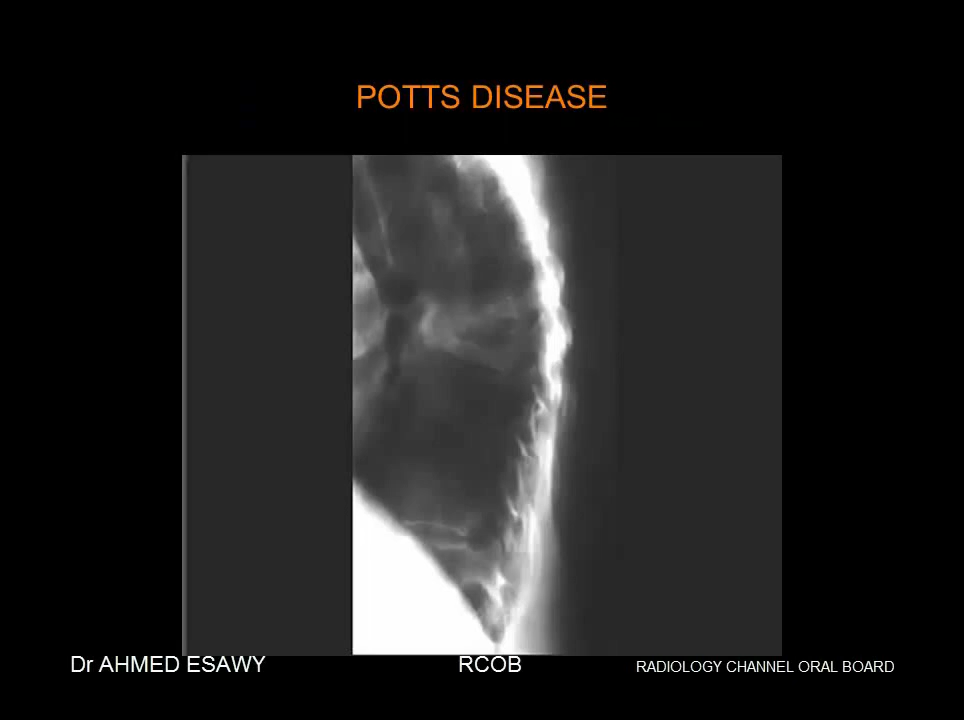 POTTS DISEASE
Dr AHMED ESAWY
RCOB
RADIOLOGY CHANNEL ORAL BOARD